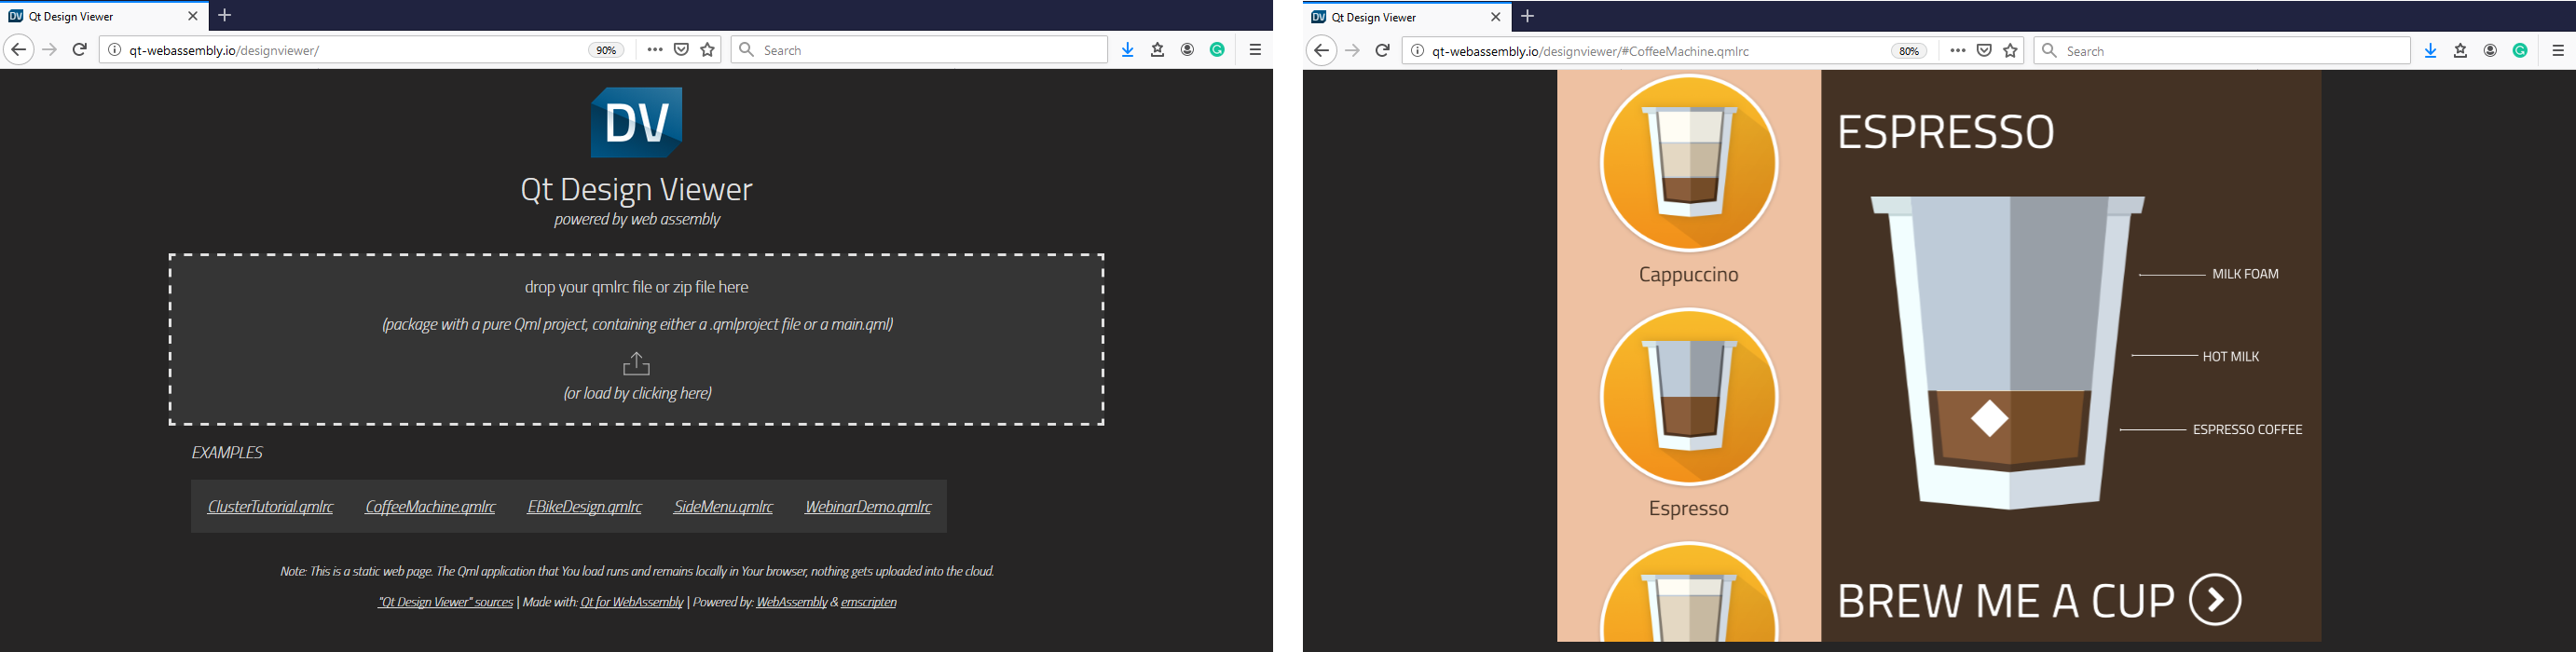 Qt Design Viewer
qt-webassembly.io/designviewer/
90%
Search
DV
Qt Design Viewer
powered by web assembly
drop your qmlrc file or zip file here
(package with a pure Qml project, containing either a .qmlproject file or a main.qml)
(or load by clicking here)
EXAMPLES
ClusterTutorial.qmlrc CoffeeMachine.qmlrc EBikeDesign.qmlrc SideMenu.qmlrc WebinarDemo.qmlrc
Note: This is a static web page. The Qml application that You load runs and remains locally in Your browser, nothing gets uploaded into the cloud.
"Qt Design Viewer" sources | Made with: Qt for WebAssembly | Powered by: WebAssembly & emscripten
Qt Design Viewer
qt-webassembly.io/designviewer/#CoffeeMachine.qmlrc
80%
Search
Cappuccino
Espresso
ESPRESSO
MILK FOAM
HOT MILK
ESPRESSO COFFEE
BREW ME A CUP